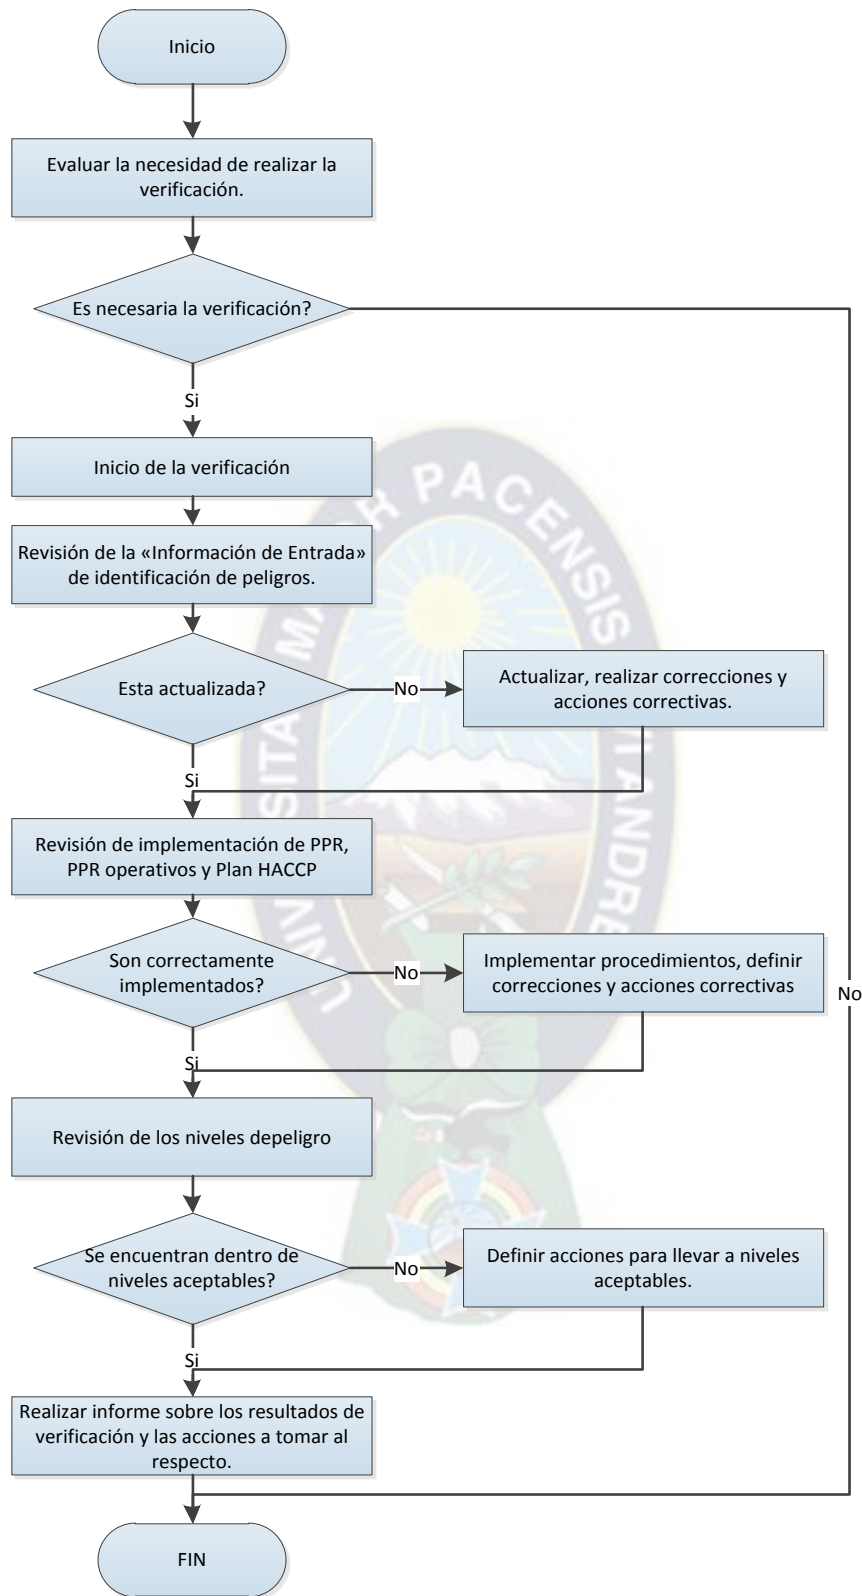 Inicio
Evaluar la necesidad de realizar la
verificación.
Es necesaria la verificación?
Si
Inicio de la verificación
Revisión de la «Información de Entrada»
de identificación de peligros.
Esta actualizada?
No
Actualizar, realizar correcciones y
acciones correctivas.
Si
Revisión de implementación de PPR,
PPR operativos y Plan HACCP
Son correctamente
implementados?
No
Implementar procedimientos, definir
correcciones y acciones correctivas
No
Si
Revisión de los niveles depeligro
Se encuentran dentro de
niveles aceptables?
No
Definir acciones para llevar a niveles
aceptables.
Si
Realizar informe sobre los resultados de
verificación y las acciones a tomar al
respecto.
FIN
PACENSIS
ANDRE